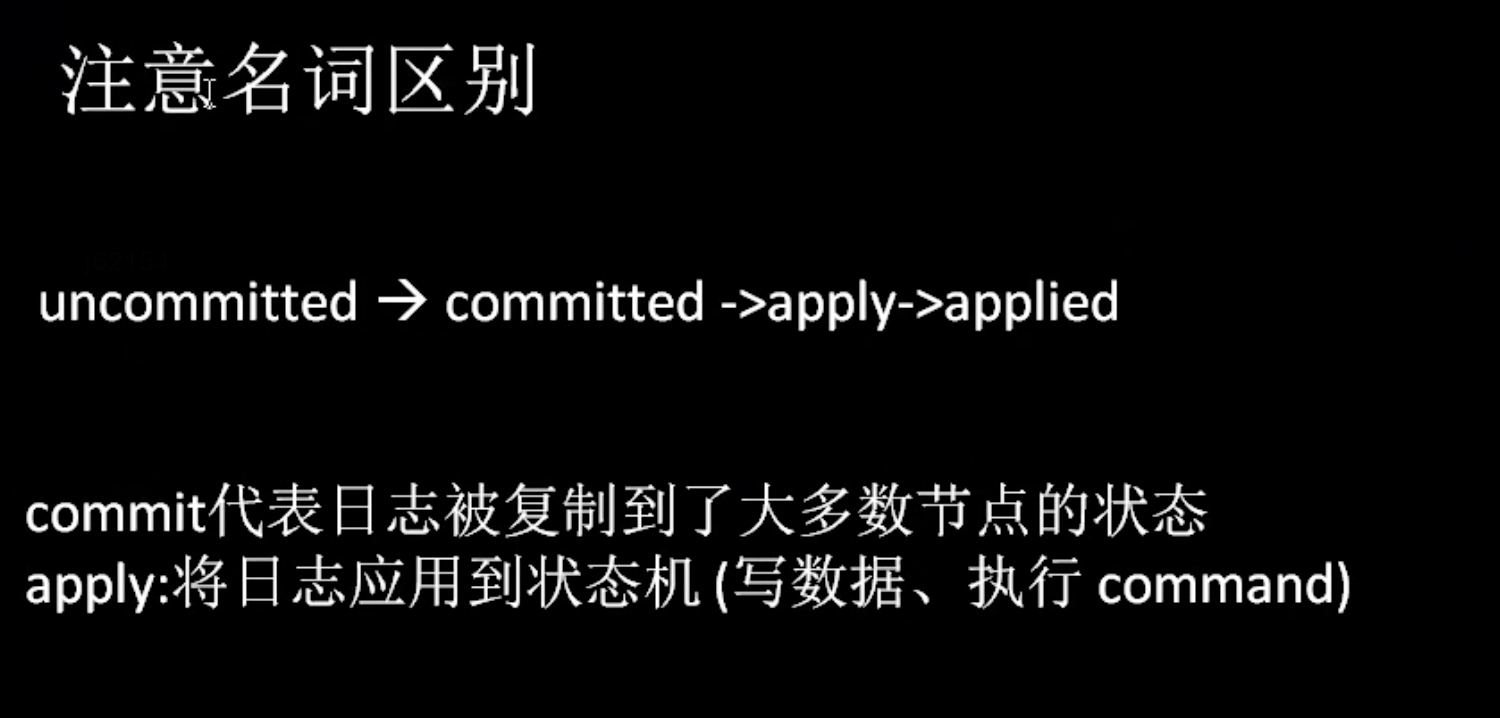 注意名词区别
uncommitted → committed ->apply->applied
commit代表日志被复制到了大多数节点的状态
apply:将日志应用到状态机 (写数据、执行 command)